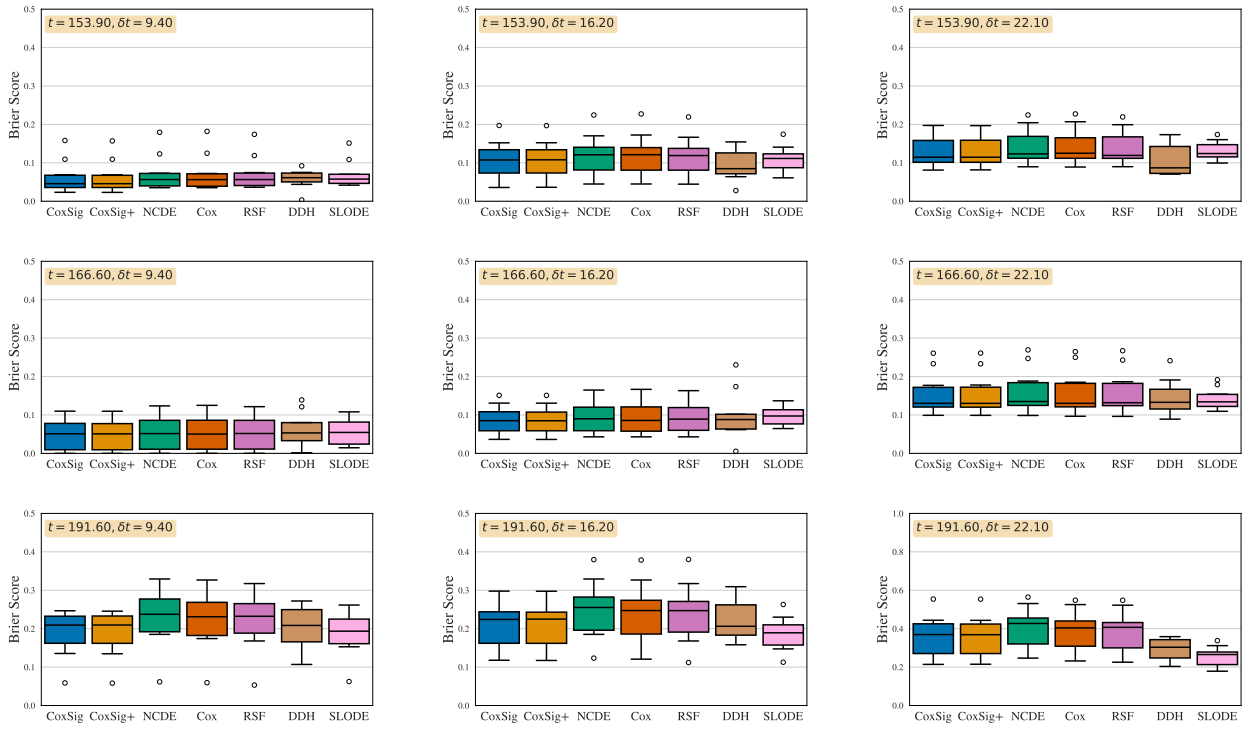 t = 153.90, δt = 9.40
Brier Score
0.5
0.4
0.3
0.2
0.1
0.0
CoxSig CoxSig+ NCDE Cox RSF DDH SLODE
t = 153.90, δt = 16.20
Brier Score
0.5
0.4
0.3
0.2
0.1
0.0
CoxSig CoxSig+ NCDE Cox RSF DDH SLODE
t = 153.90, δt = 22.10
Brier Score
0.5
0.4
0.3
0.2
0.1
0.0
CoxSig CoxSig+ NCDE Cox RSF DDH SLODE
t = 166.60, δt = 9.40
Brier Score
0.5
0.4
0.3
0.2
0.1
0.0
CoxSig CoxSig+ NCDE Cox RSF DDH SLODE
t = 166.60, δt = 16.20
Brier Score
0.5
0.4
0.3
0.2
0.1
0.0
CoxSig CoxSig+ NCDE Cox RSF DDH SLODE
t = 166.60, δt = 22.10
Brier Score
0.5
0.4
0.3
0.2
0.1
0.0
CoxSig CoxSig+ NCDE Cox RSF DDH SLODE
t = 191.60, δt = 9.40
Brier Score
0.5
0.4
0.3
0.2
0.1
0.0
CoxSig CoxSig+ NCDE Cox RSF DDH SLODE
t = 191.60, δt = 16.20
Brier Score
0.5
0.4
0.3
0.2
0.1
0.0
CoxSig CoxSig+ NCDE Cox RSF DDH SLODE
t = 191.60, δt = 22.10
Brier Score
1.0
0.8
0.6
0.4
0.2
0.0
CoxSig CoxSig+ NCDE Cox RSF DDH SLODE